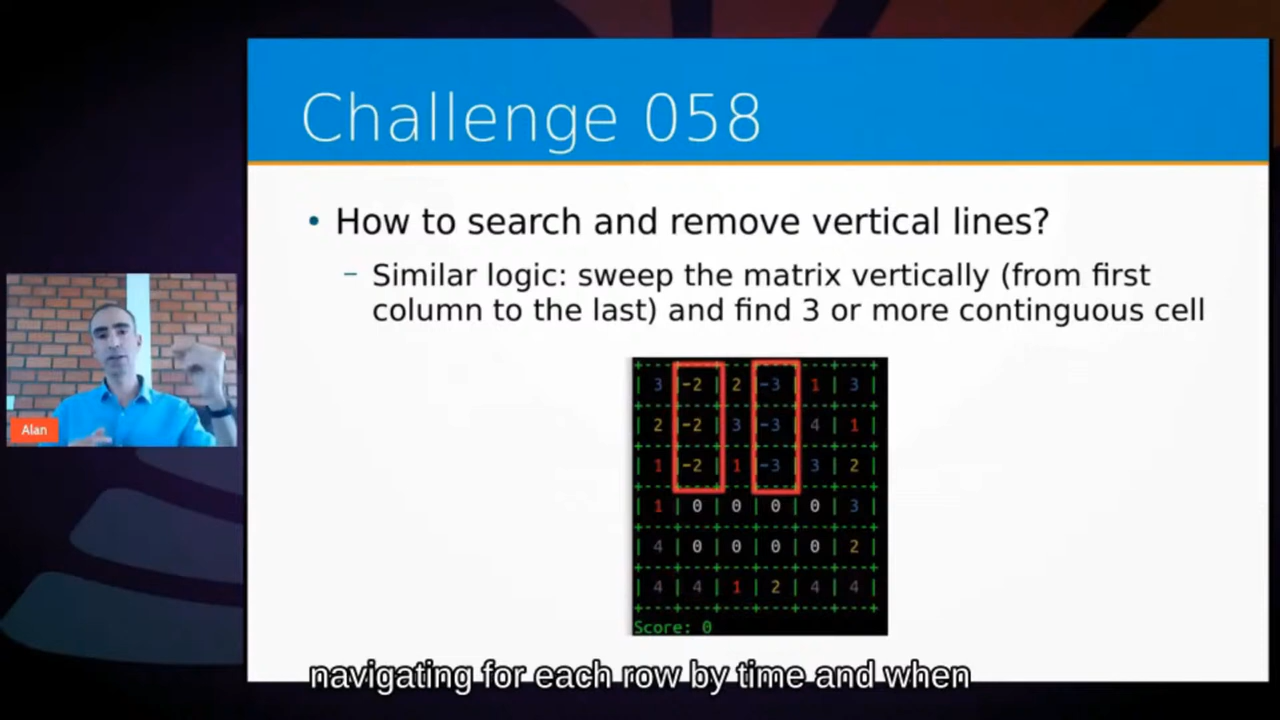 Challenge 058
• How to search and remove vertical lines?
– Similar logic: sweep the matrix vertically (from first
column to the last) and find 3 or more continguous cell
| 3 |-2 | 2 |-3 | 1 | 3 |
| 2 |-2 | 3 |-3 | 4 | 1 |
| 1 |-2 | 1 |-3 | 3 | 2 |
| 1 | 0 | 0 | 0 | 0 | 3 |
| 4 | 0 | 0 | 0 | 0 | 2 |
| 4 | 4 | 1 | 2 | 4 | 4 |
Score: 0
Alan
navigating for each row by time and when